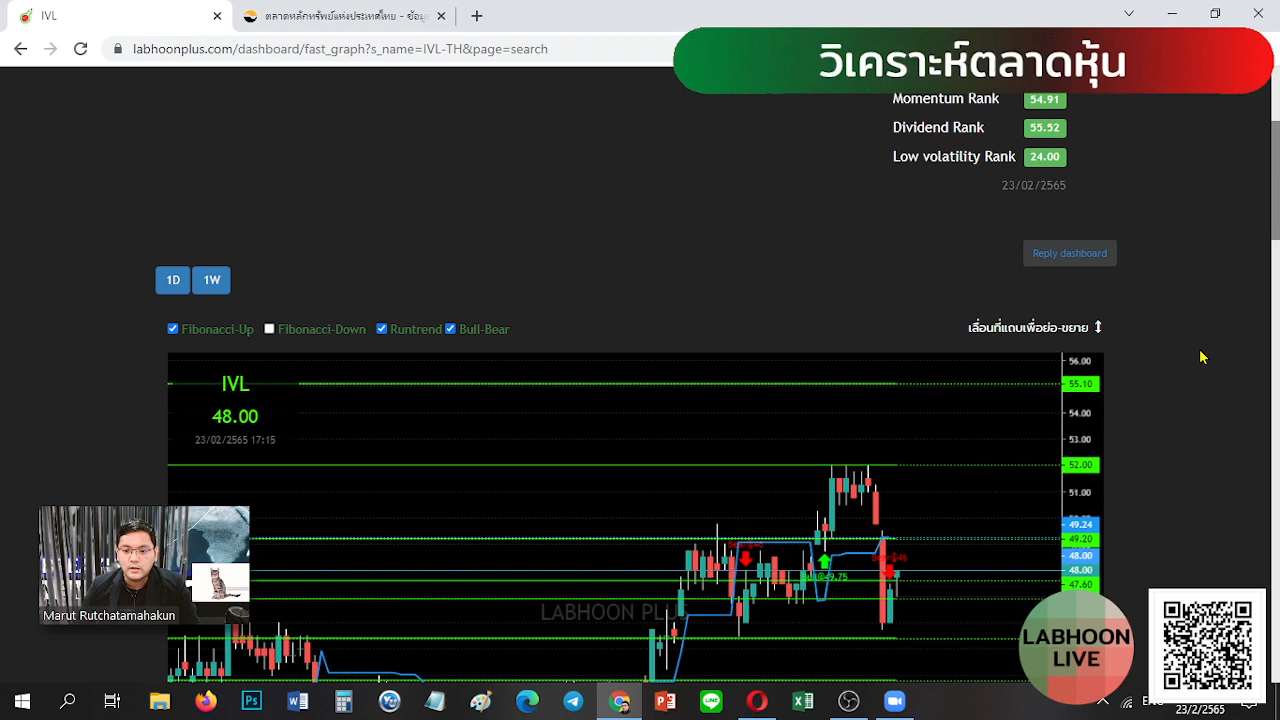 IVL
labhoonplus.com/dashboard/fast_graph?s_name=IVL-TH&page=search
วิเคราะห์ตลาดหุ้น
Momentum Rank 54.91
Dividend Rank 55.52
Low volatility Rank 24.00
23/02/2565
Reply dashboard
1D 1W
Fibonacci-Up Fibonacci-Down Runtrend Bull-Bear
เลื่อนที่แถบเพื่อย่อ-ขยาย
56.00
IVL
55.10
48.00
54.00
23/02/2565 17:15
53.00
52.00
51.00
49.24
49.20
48.00
48.00
47.60
LABHOON PLUS
Marut Rutchatamahakun
LABHOON
LIVE
23/2/2565